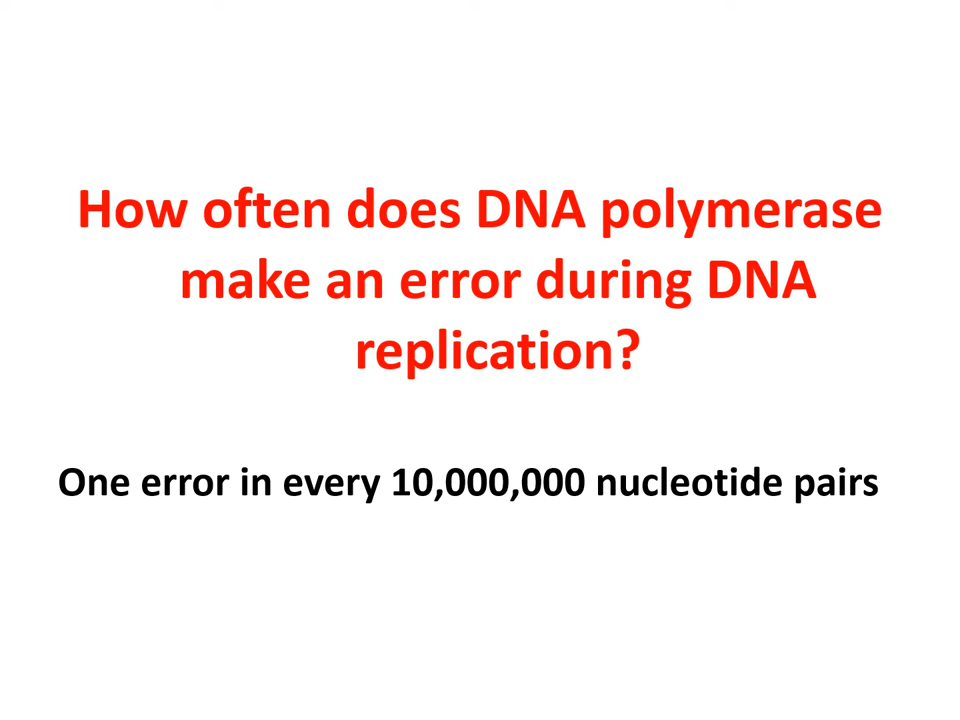 How often does DNA polymerase
make an error during DNA
replication?
One error in every 10,000,000 nucleotide pairs